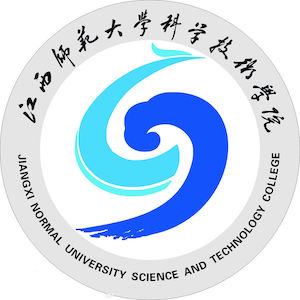 江西师范大学科学技术学院
JIANGXI NORMAL UNIVERSITY SCIENCE AND TECHNOLOGY COLLEGE